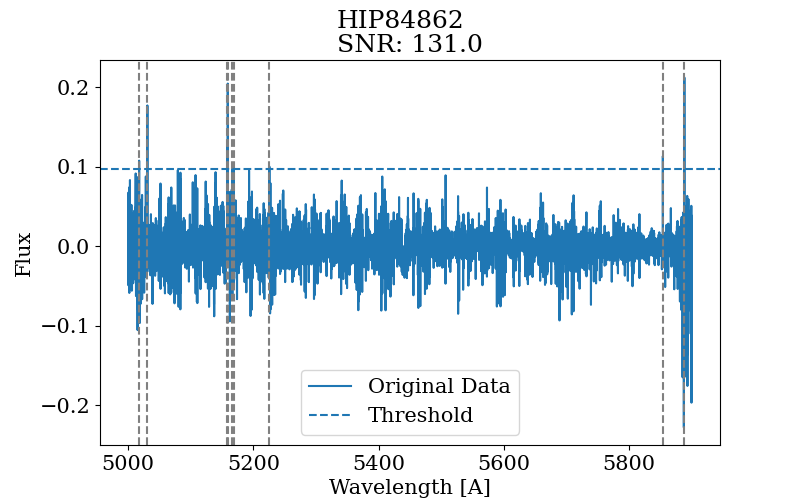 HIP84862
SNR: 131.0
0.2
0.1
0.0
−0.1
−0.2
Flux
Original Data
Threshold
5000 5200 5400 5600 5800
Wavelength [A]